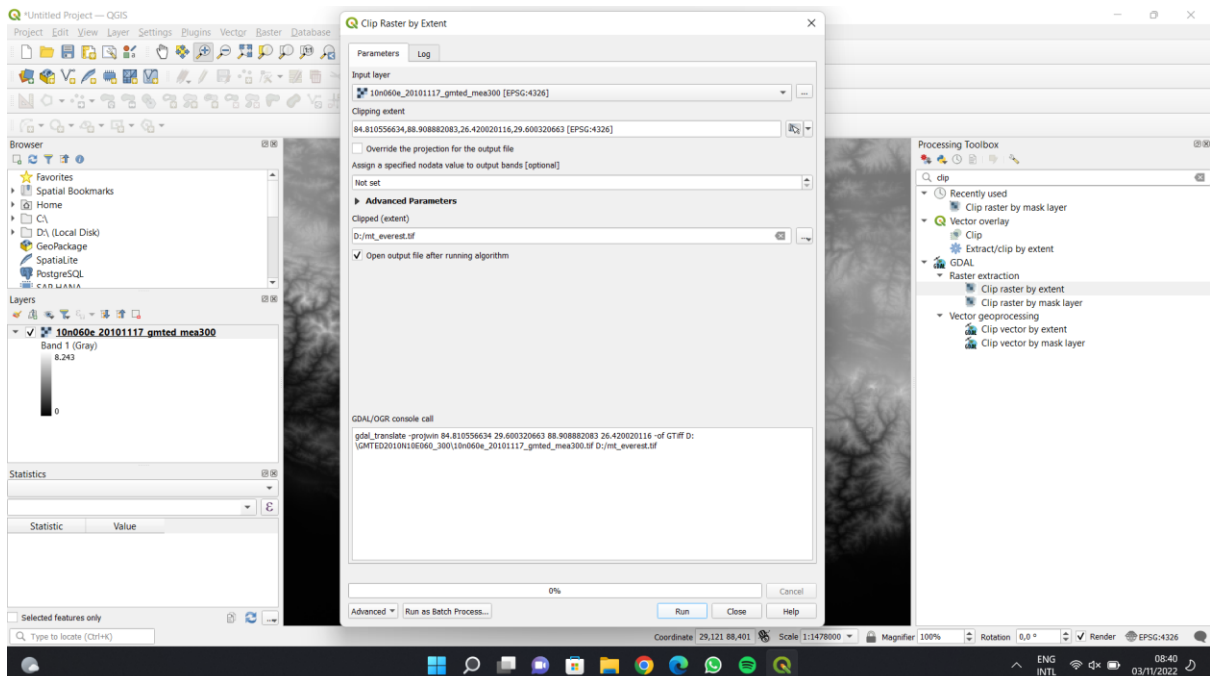 *Untitled Project — QGIS
Project Edit View Layer Settings Plugins Vector Raster Database
Browser
Favorites
Spatial Bookmarks
Home
C:\
D:\ (Local Disk)
GeoPackage
SpatiaLite
PostgreSQL
SAP HANA
Layers
10n060e_20101117_gmted_mea300
Band 1 (Gray)
8.243
0
Statistics
Statistic Value
Selected features only
Clip Raster by Extent
Parameters Log
Input layer
10n060e_20101117_gmted_mea300 [EPSG:4326]
Clipping extent
84.810556634,88.908882083,26.420020116,29.600320663 [EPSG:4326]
Override the projection for the output file
Assign a specified nodata value to output bands [optional]
Not set
Advanced Parameters
Clipped (extent)
D:/mt_everest.tif
Open output file after running algorithm
GDAL/OGR console call
gdal_translate -projwin 84.810556634 29.600320663 88.908882083 26.420020116 -of GTiff D:
\GMTED2010N10E060_300\10n060e_20101117_gmted_mea300.tif D:/mt_everest.tif
0% Cancel
Advanced Run as Batch Process... Run Close Help
Processing Toolbox
clip
Recently used
Clip raster by mask layer
Vector overlay
Clip
Extract/clip by extent
GDAL
Raster extraction
Clip raster by extent
Clip raster by mask layer
Vector geoprocessing
Clip vector by extent
Clip vector by mask layer
Type to locate (Ctrl+K) Coordinate 29,121 88,401 Scale 1:1478000 Magnifier 100% Rotation 0,0 ° Render EPSG:4326
ENG 08:40
INTL 03/11/2022